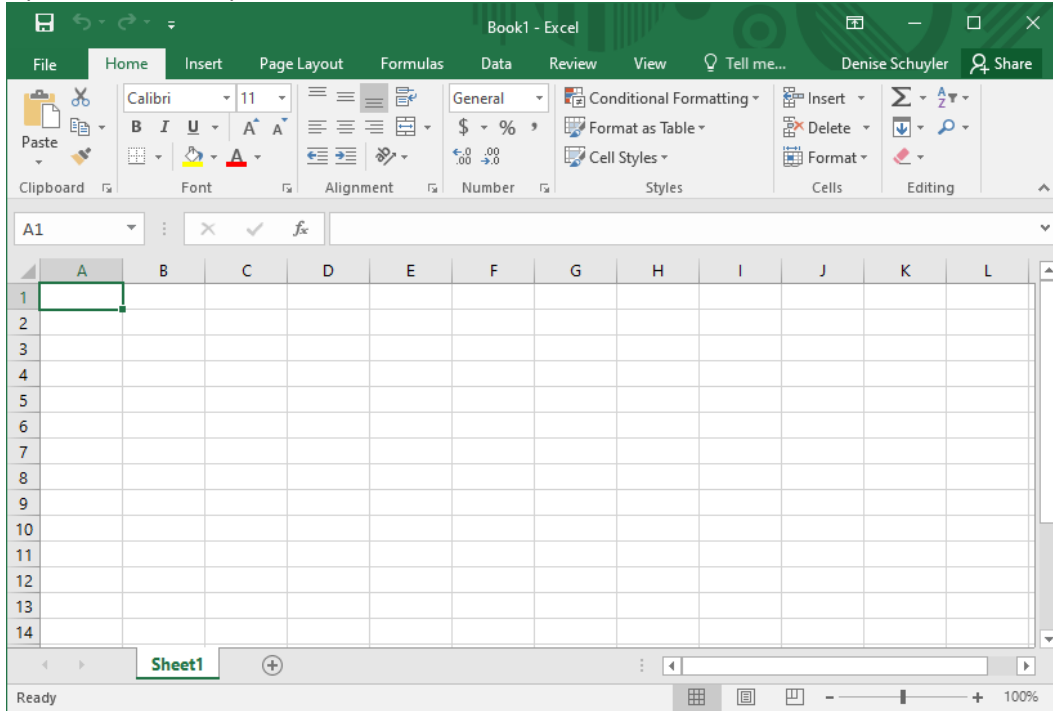 Book1 - Excel
File Home Insert Page Layout Formulas Data Review View Tell me... Denise Schuyler Share
Calibri 11 General Conditional Formatting Insert Σ A Z
Paste B I U A A $ % , Format as Table Delete
A .00 .0 .00 .0 Cell Styles Format
Clipboard Font Alignment Number Styles Cells Editing
A1 fx
A B C D E F G H I J K L
1
2
3
4
5
6
7
8
9
10
11
12
13
14
Sheet1
Ready 100%